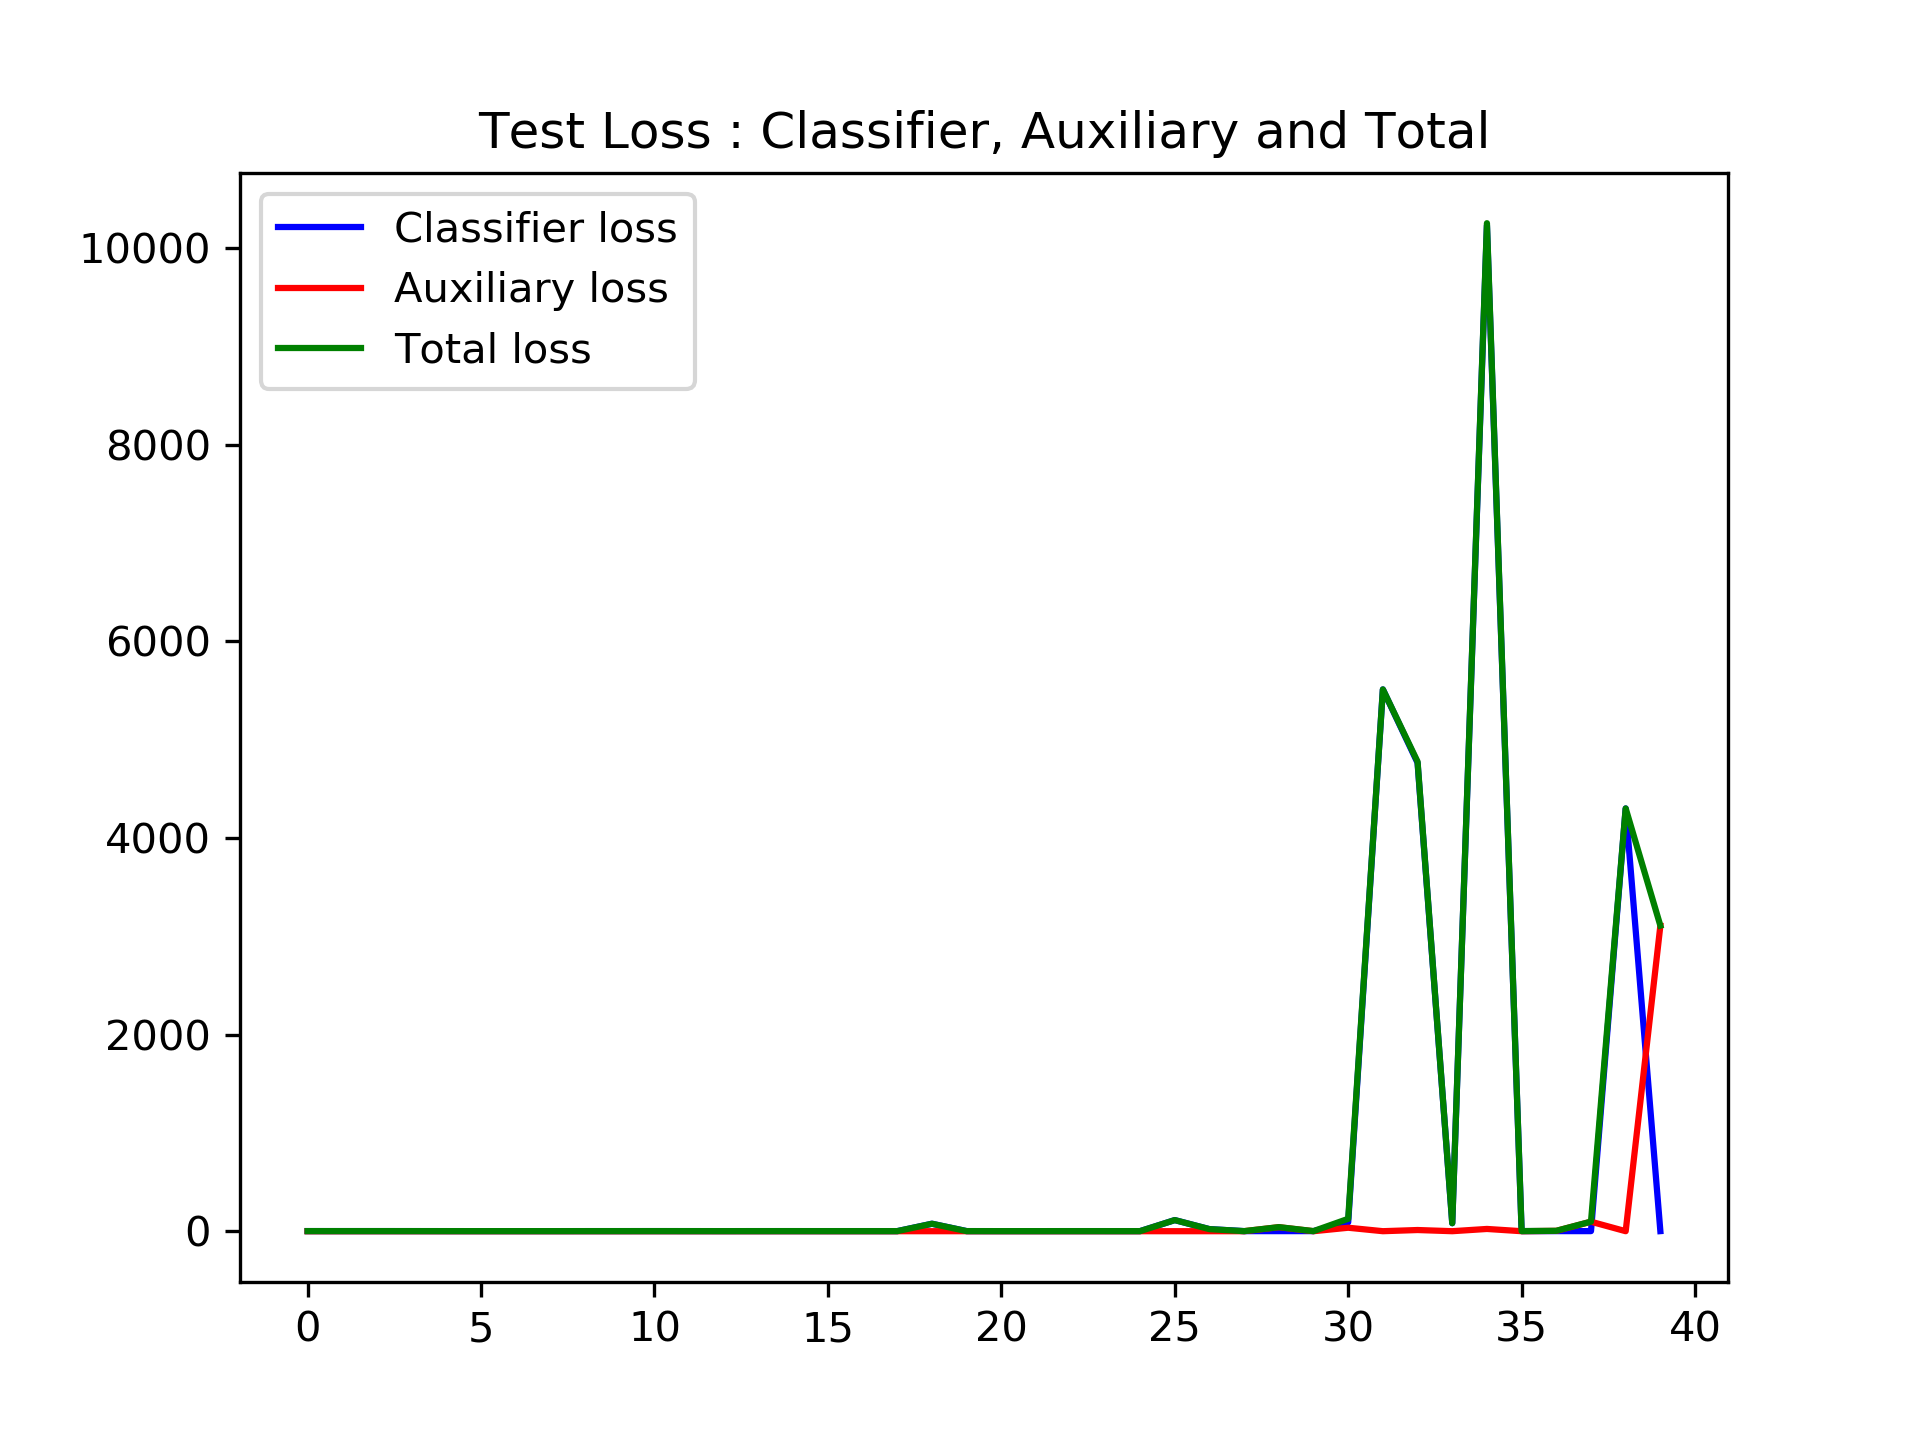 Test Loss : Classifier, Auxiliary and Total
Classifier loss
Auxiliary loss
Total loss
10000
8000
6000
4000
2000
0
0 5 10 15 20 25 30 35 40